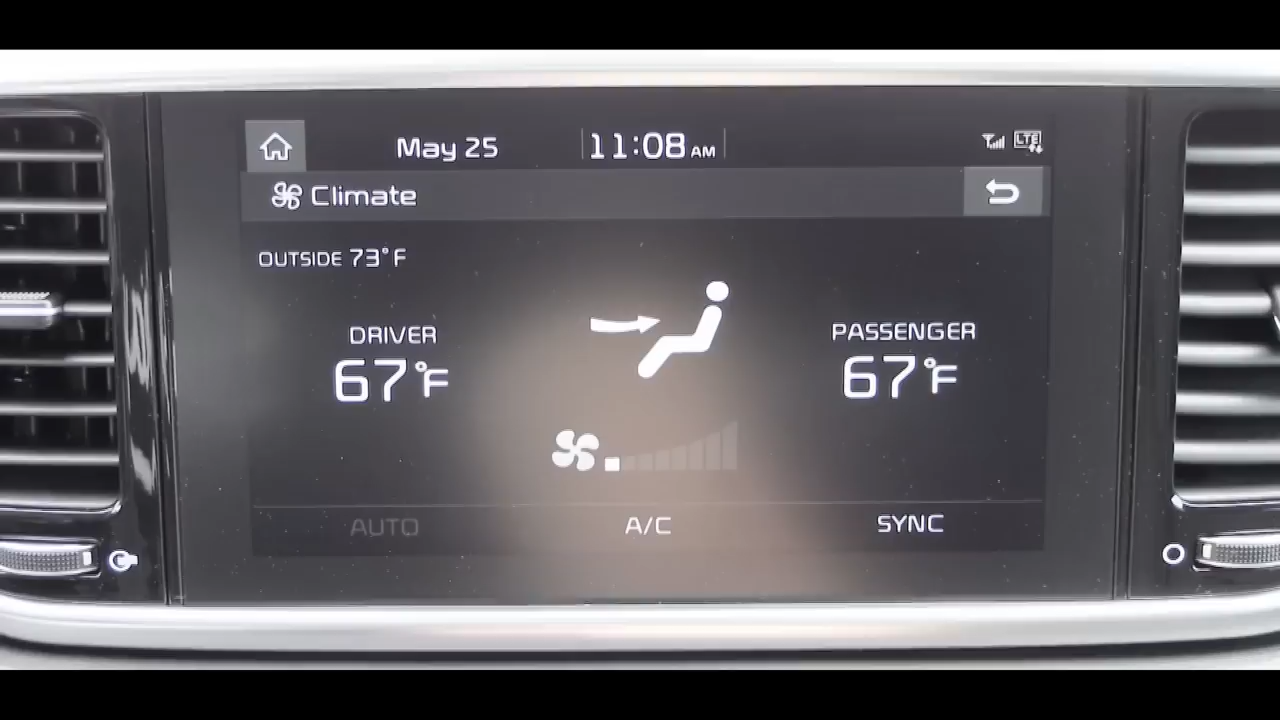 May 25 11:08 AM LTE
Climate
OUTSIDE 73°F
DRIVER PASSENGER
67°F 67°F
AUTO A/C SYNC